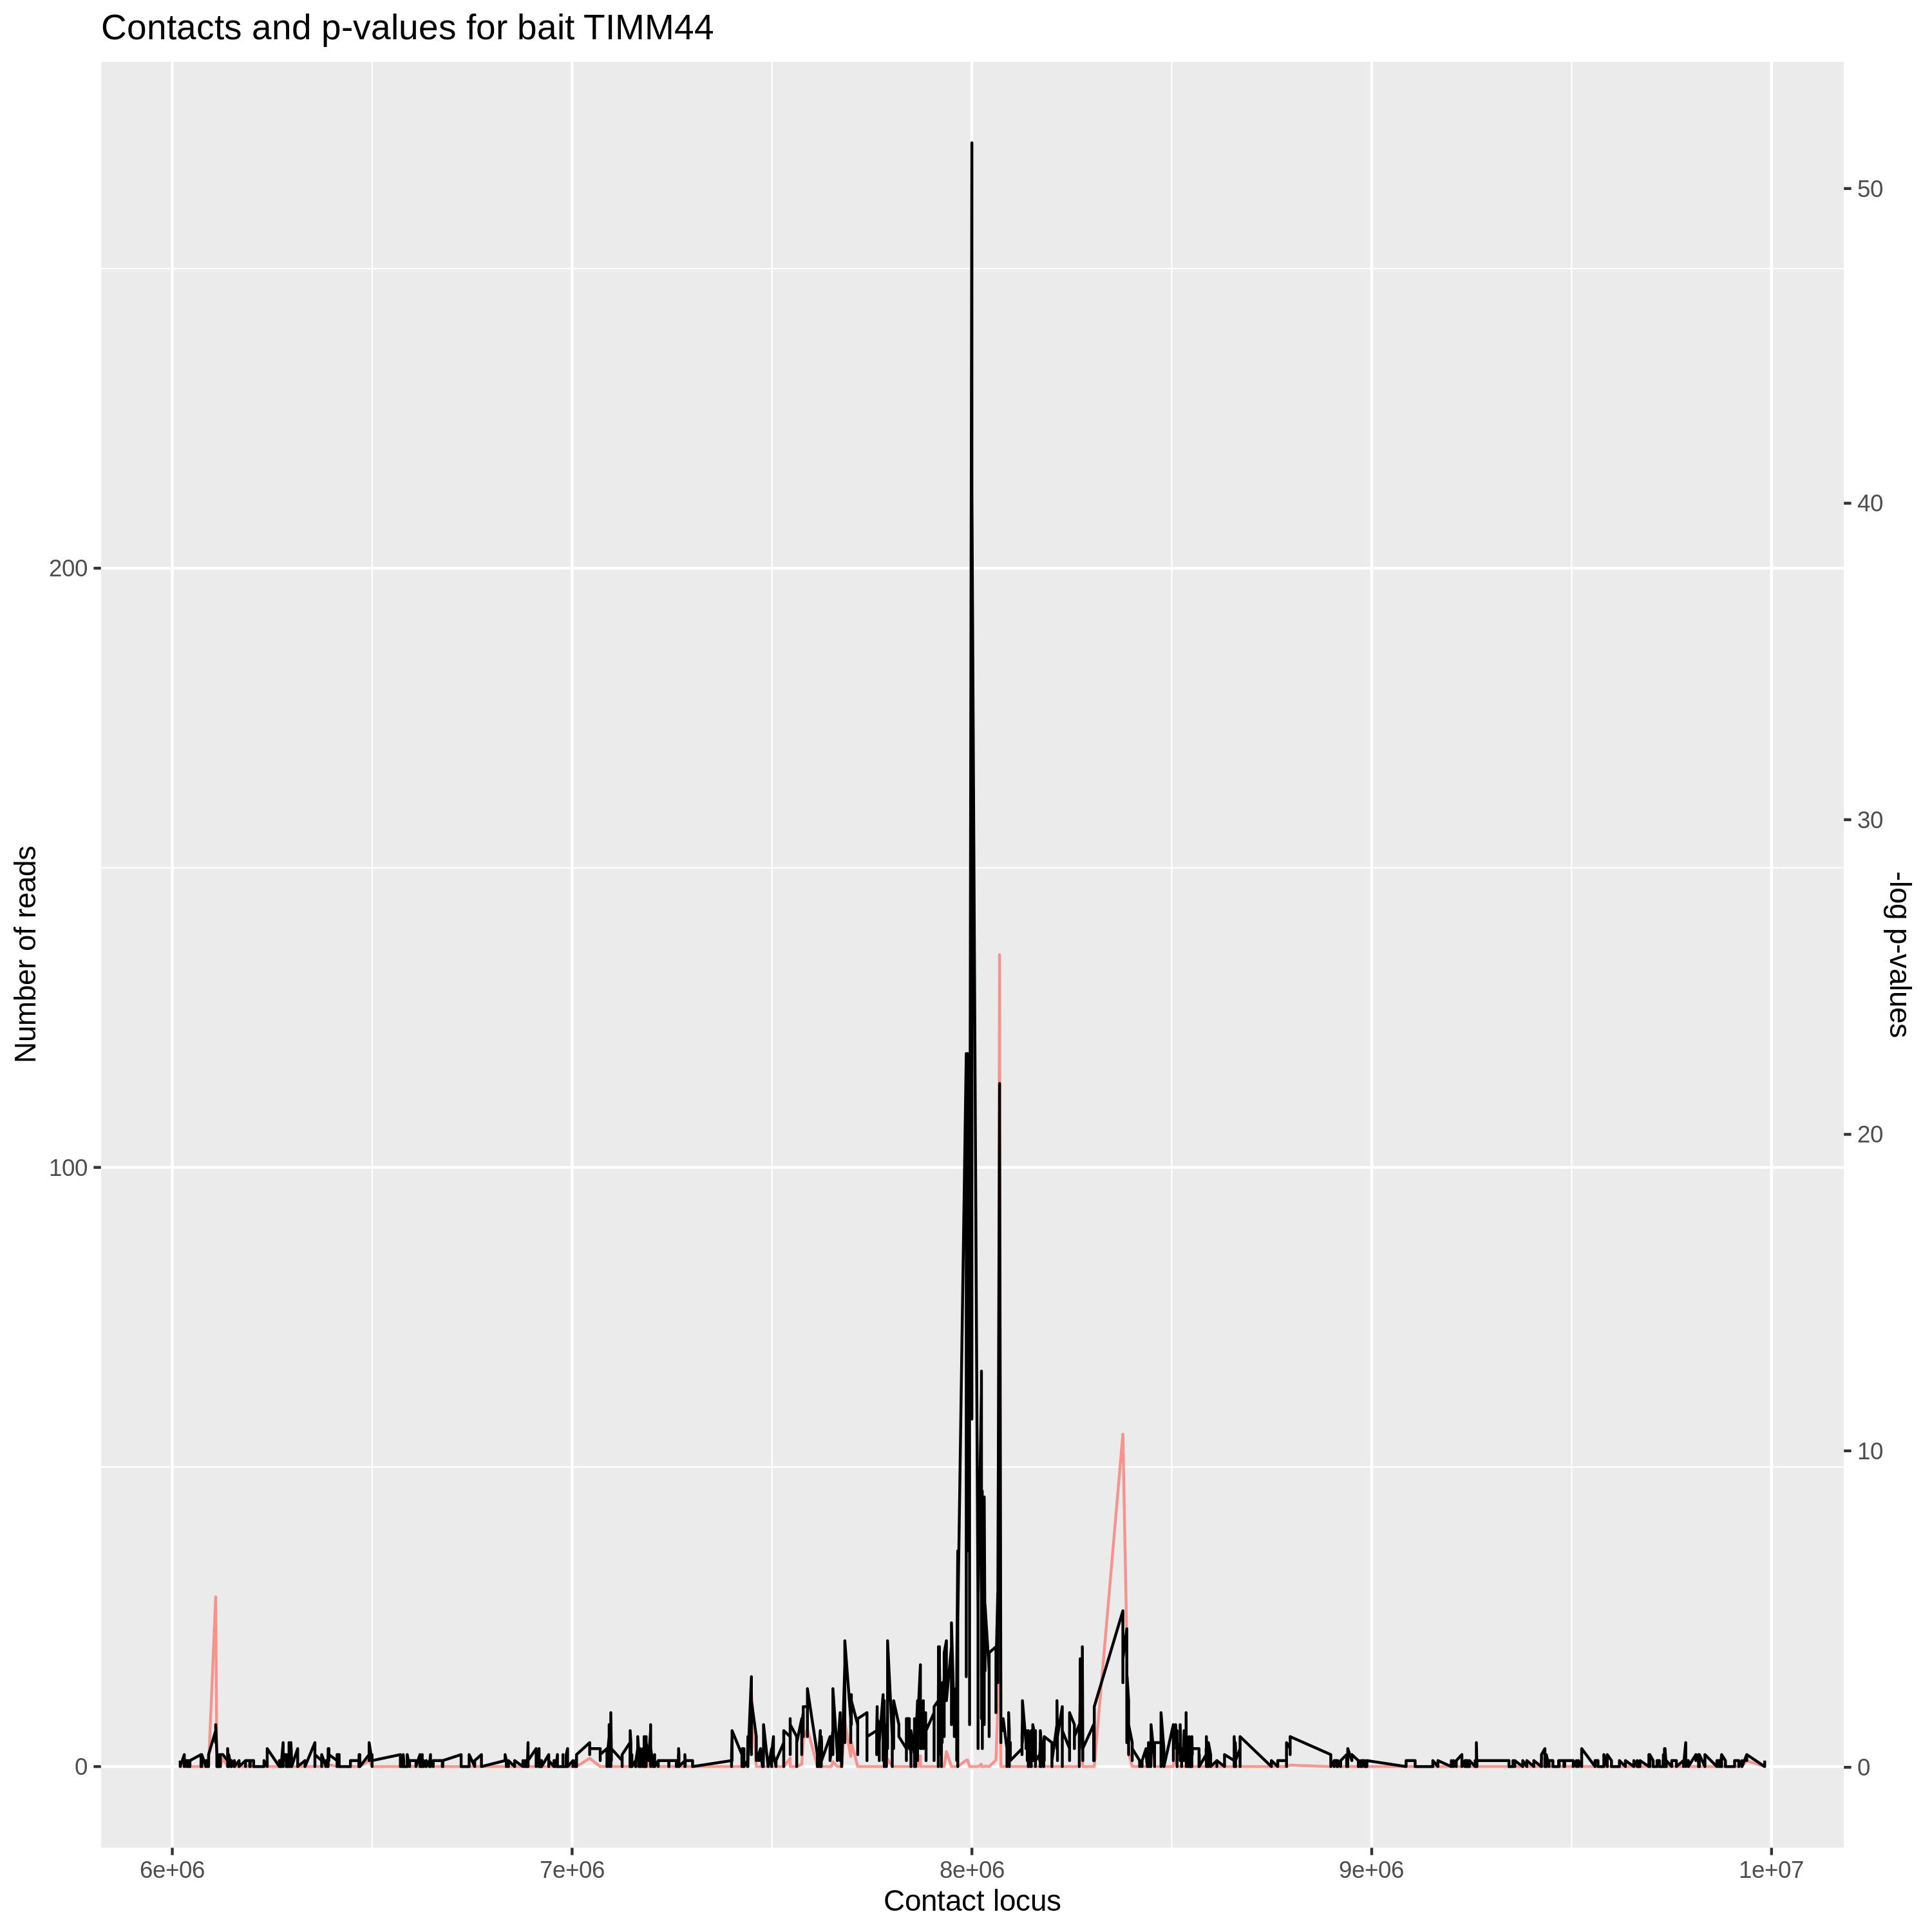 Contacts and p-values for bait TIMM44
50
40
200
30
Number of reads
-log p-values
20
100
10
0
0
6e+06
7e+06
8e+06
9e+06
1e+07
Contact locus